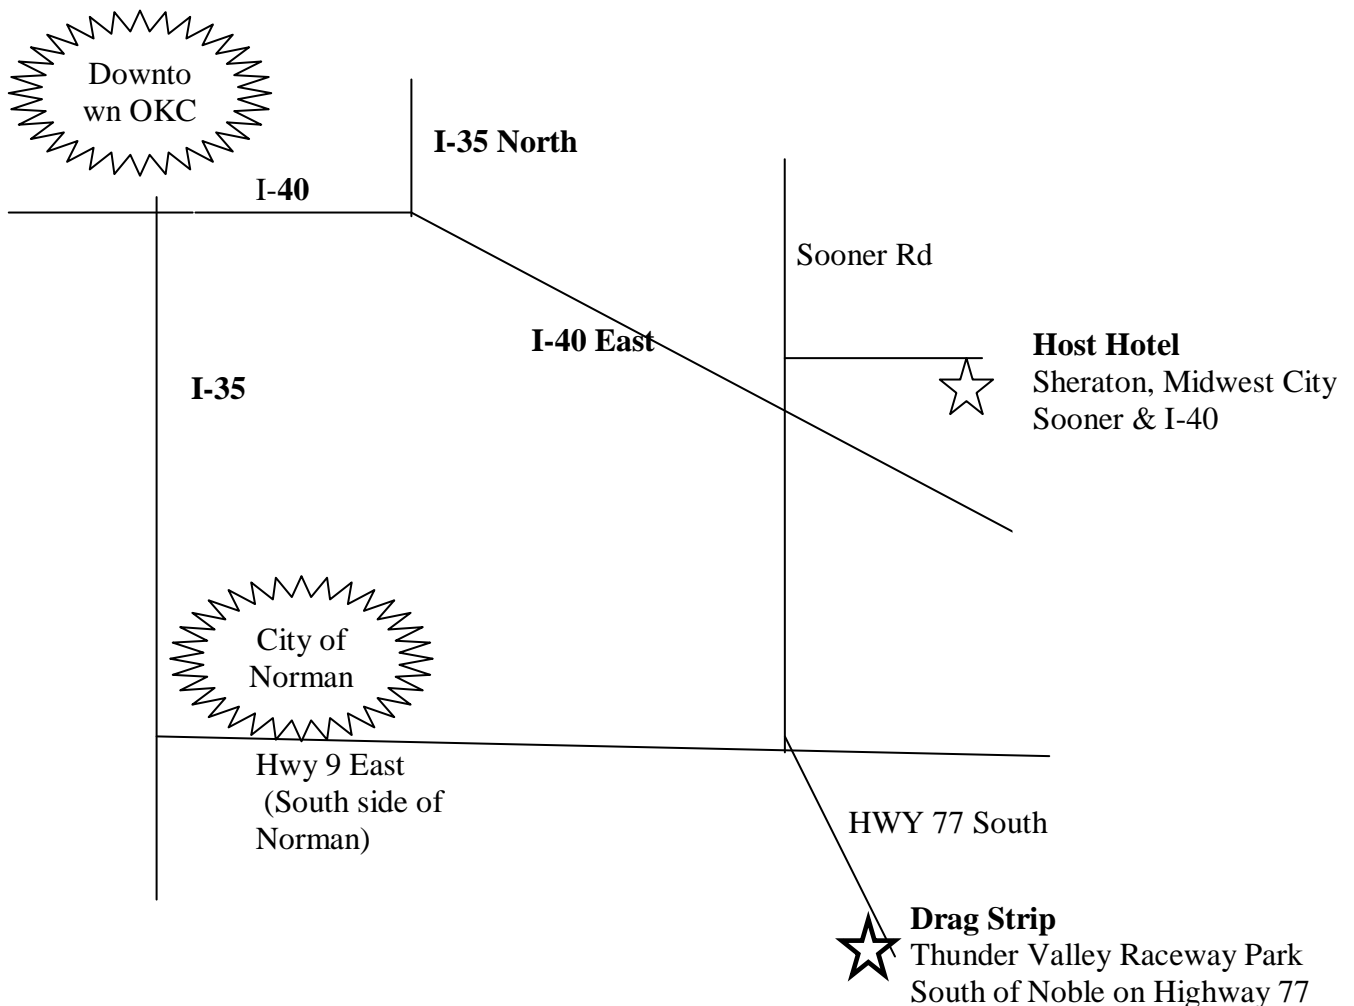 Downto
wn OKC
I-35 North
I-40
Sooner Rd
I-40 East
Host Hotel
Sheraton, Midwest City
Sooner & I-40
I-35
City of
Norman
Hwy 9 East
(South side of
Norman)
HWY 77 South
Drag Strip
Thunder Valley Raceway Park
South of Noble on Highway 77